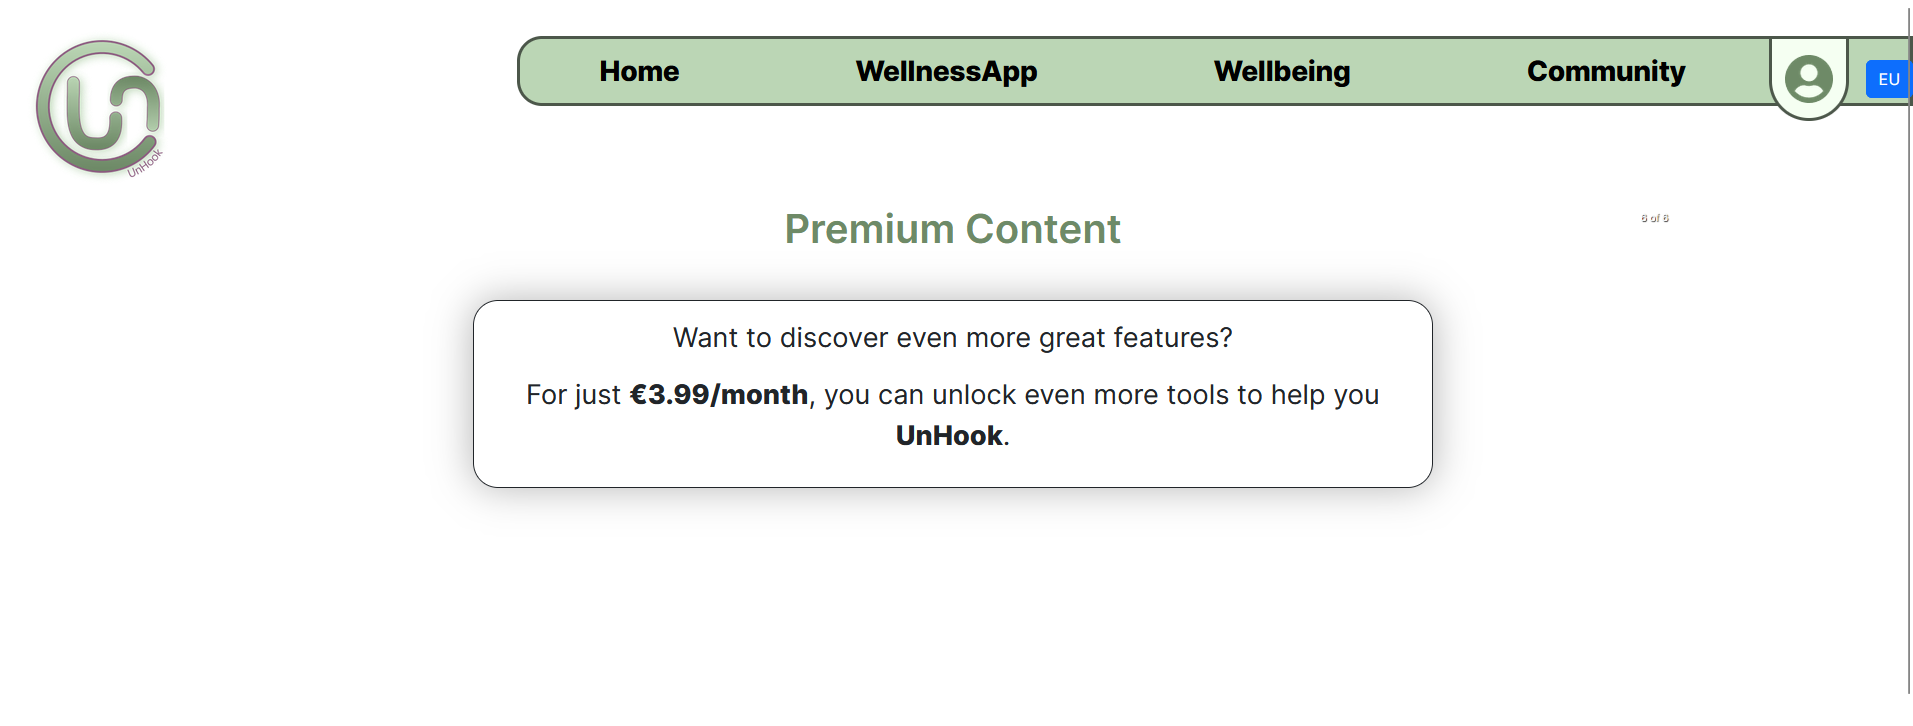 UnHook
Home WellnessApp Wellbeing Community EU
Premium Content
6 of 6
Want to discover even more great features?
For just €3.99/month, you can unlock even more tools to help you
UnHook.